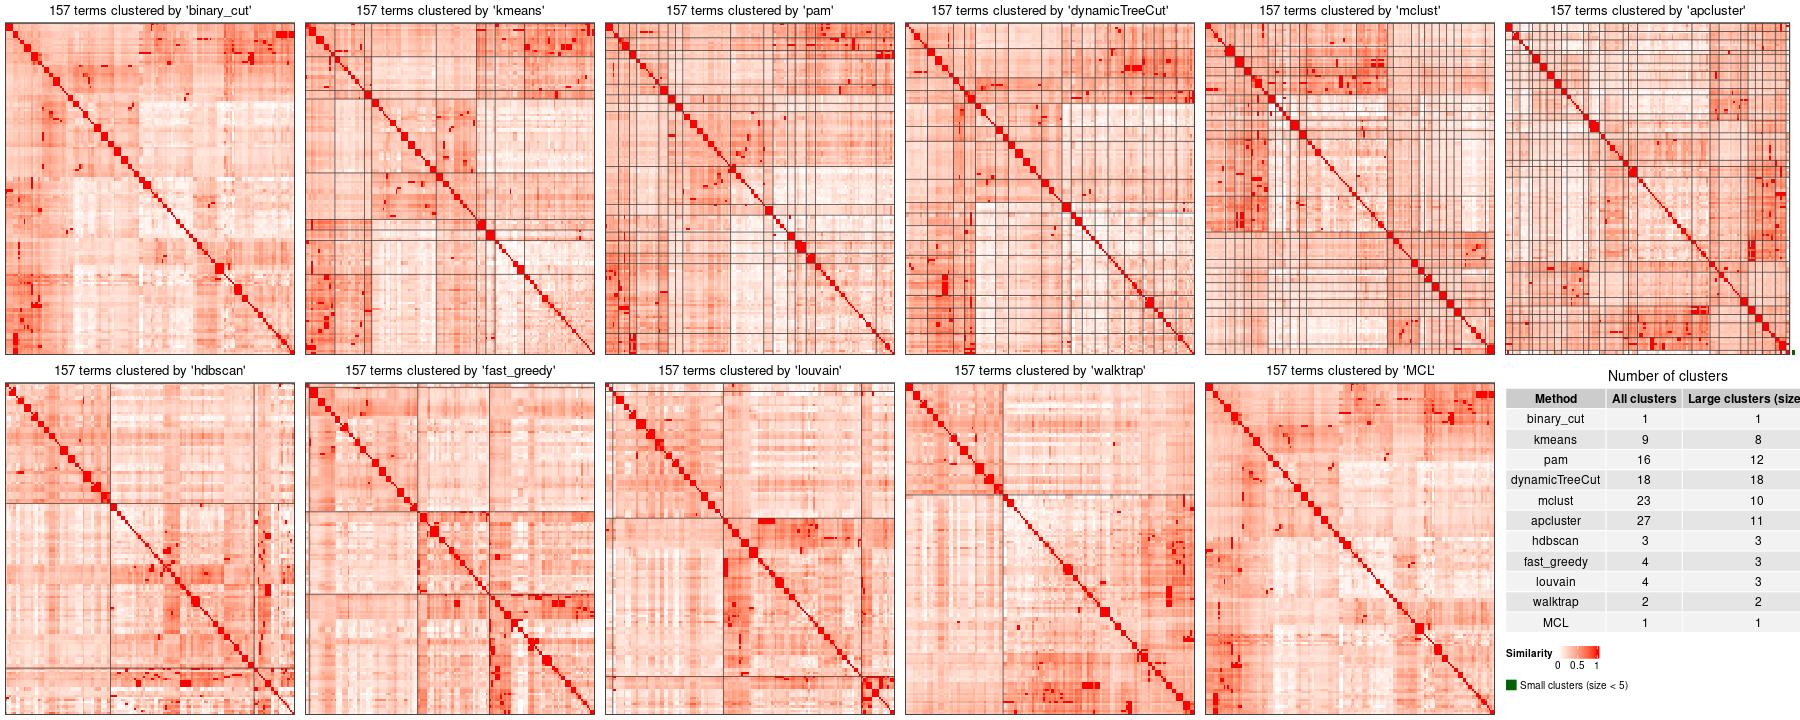 157 terms clustered by 'binary_cut'
157 terms clustered by 'kmeans'
157 terms clustered by 'pam'
157 terms clustered by 'dynamicTreeCut'
157 terms clustered by 'mclust'
157 terms clustered by 'apcluster'
157 terms clustered by 'hdbscan'
157 terms clustered by 'fast_greedy'
157 terms clustered by 'louvain'
157 terms clustered by 'walktrap'
157 terms clustered by 'MCL'
Number of clusters
Method All clusters Large clusters (size
binary_cut 1 1
kmeans 9 8
pam 16 12
dynamicTreeCut 18 18
mclust 23 10
apcluster 27 11
hdbscan 3 3
fast_greedy 4 3
louvain 4 3
walktrap 2 2
MCL 1 1
Similarity
0 0.5 1
Small clusters (size < 5)